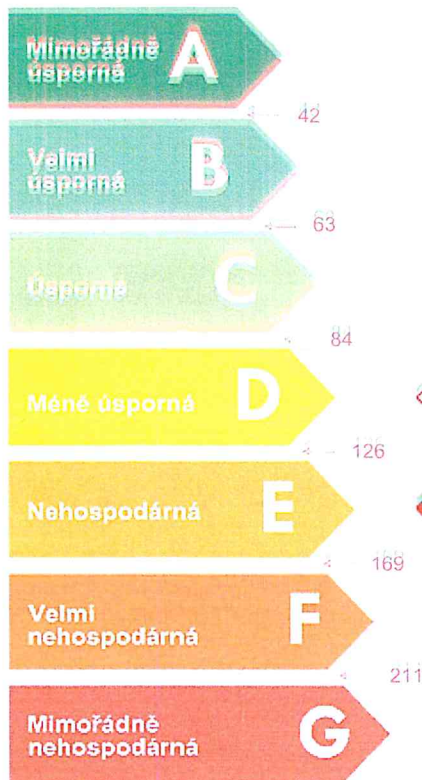 Mimořádně
úsporná
A
42
Velmi
úsporná
B
63
Úsporná
C
84
Méně úsporná
D
126
Nehospodárná
E
169
Velmi
nehospodárná
F
211
Mimořádně
nehospodárná
G